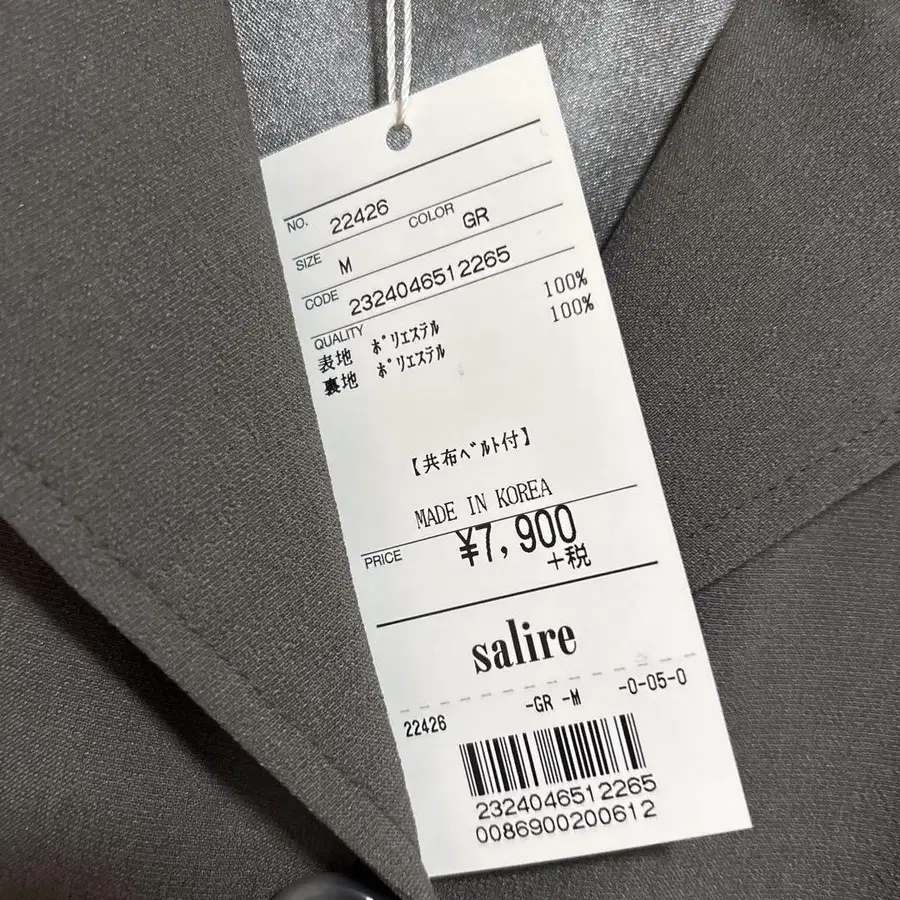 NO. 22426
SIZE M COLOR GR
CODE 2324046512265
QUALITY
表地 ポリエステル 100%
裏地 ポリエステル 100%
【共布ベルト付】
MADE IN KOREA
PRICE ¥7,900
+税
salire
22426 -GR -M -0-05-0
2324046512265
0086900200612